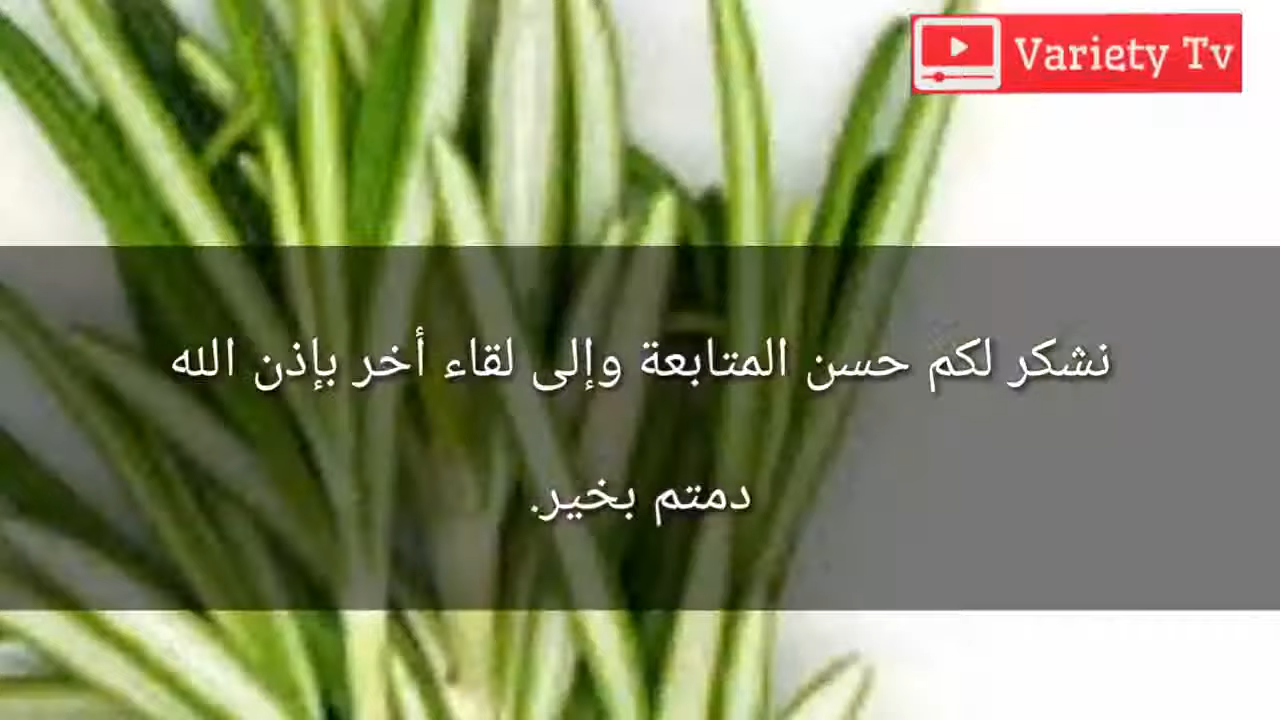 Variety Tv
نشكر لكم حسن المتابعة وإلى لقاء أخر بإذن الله
دمتم بخير.